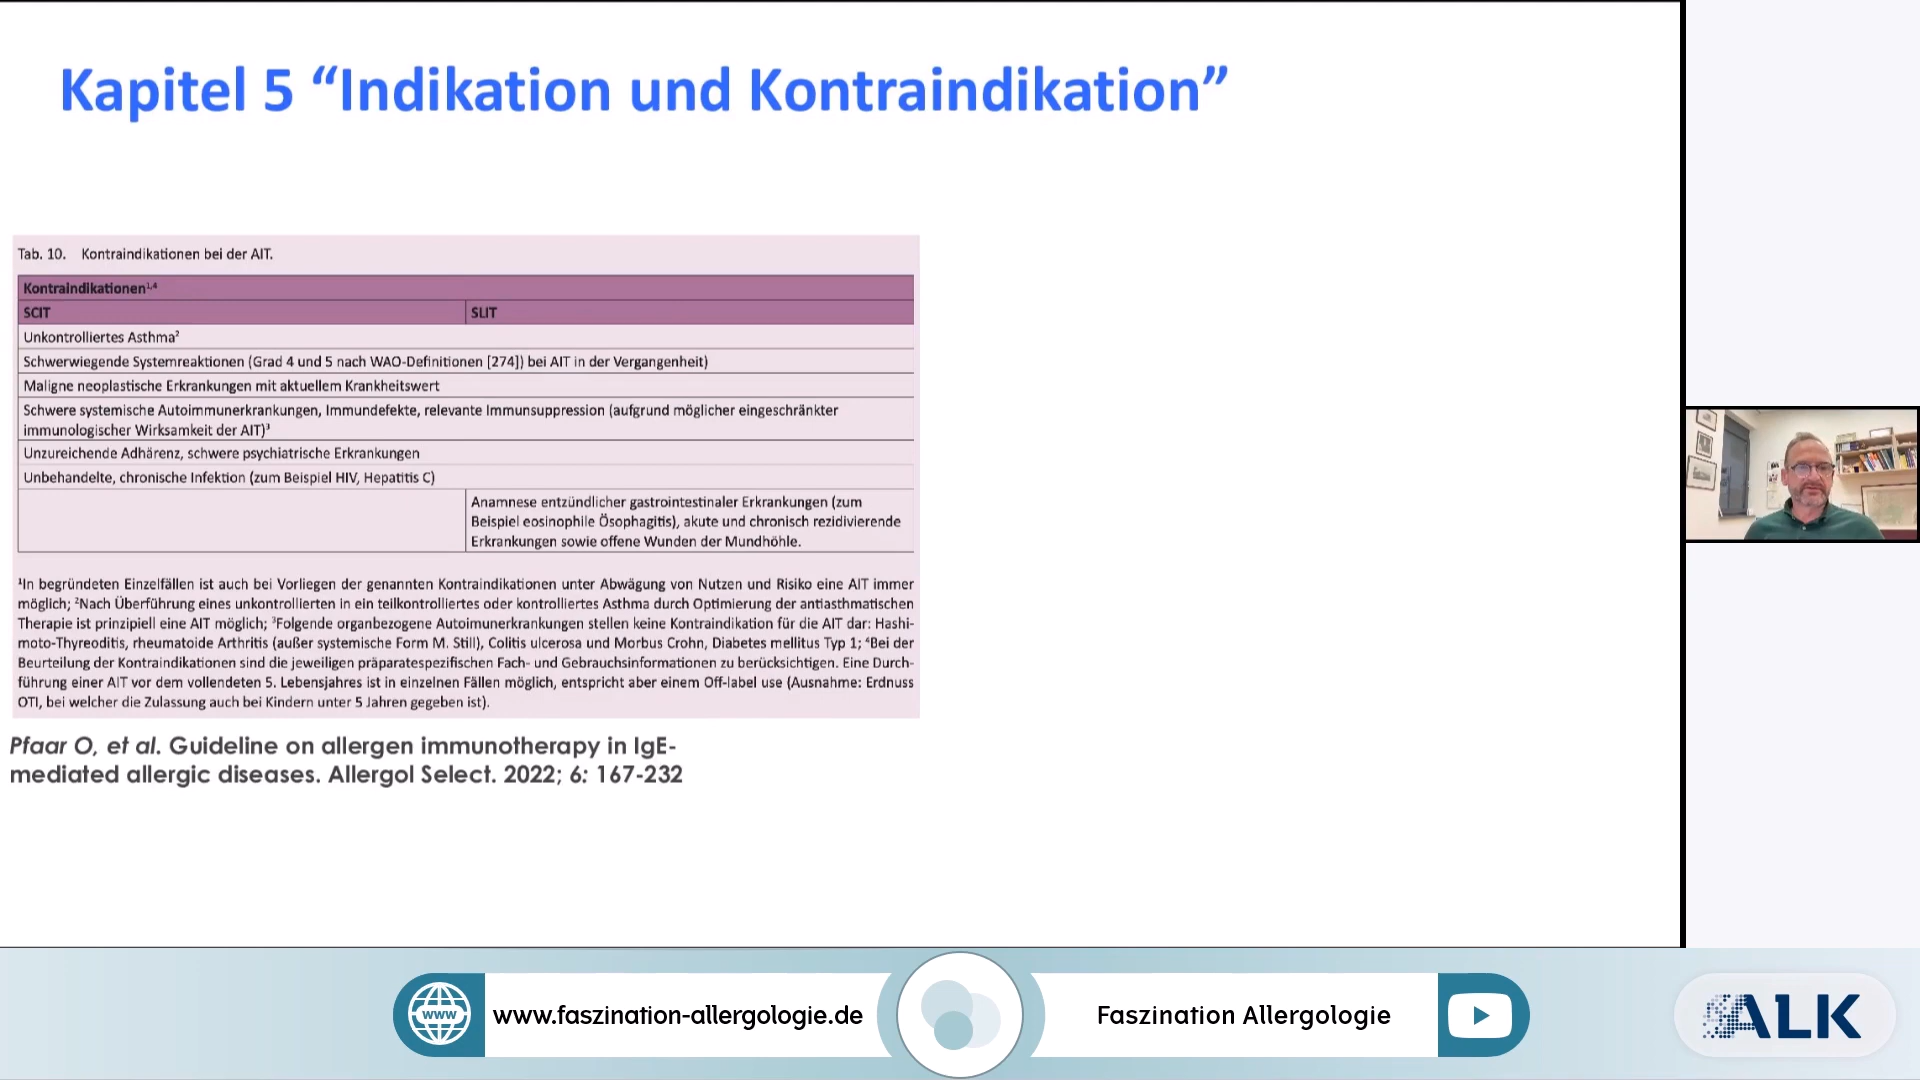 Kapitel 5 “Indikation und Kontraindikation”
Tab. 10. Kontraindikationen bei der AIT.
Kontraindikationen¹,⁴
SCIT SLIT
Unkontrolliertes Asthma²
Schwerwiegende Systemreaktionen (Grad 4 und 5 nach WAO-Definitionen [274]) bei AIT in der Vergangenheit)
Maligne neoplastische Erkrankungen mit aktuellem Krankheitswert
Schwere systemische Autoimmunerkrankungen, Immundefekte, relevante Immunsuppression (aufgrund möglicher eingeschränkter
immunologischer Wirksamkeit der AIT)³
Unzureichende Adhärenz, schwere psychiatrische Erkrankungen
Unbehandelte, chronische Infektion (zum Beispiel HIV, Hepatitis C)
Anamnese entzündlicher gastrointestinaler Erkrankungen (zum
Beispiel eosinophile Ösophagitis), akute und chronisch rezidivierende
Erkrankungen sowie offene Wunden der Mundhöhle.
¹In begründeten Einzelfällen ist auch bei Vorliegen der genannten Kontraindikationen unter Abwägung von Nutzen und Risiko eine AIT immer
möglich; ²Nach Überführung eines unkontrollierten in ein teilkontrolliertes oder kontrolliertes Asthma durch Optimierung der antiasthmatischen
Therapie ist prinzipiell eine AIT möglich; ³Folgende organbezogene Autoimunerkrankungen stellen keine Kontraindikation für die AIT dar: Hashi-
moto-Thyreoditis, rheumatoide Arthritis (außer systemische Form M. Still), Colitis ulcerosa und Morbus Crohn, Diabetes mellitus Typ 1; ⁴Bei der
Beurteilung der Kontraindikationen sind die jeweiligen präparatespezifischen Fach- und Gebrauchsinformationen zu berücksichtigen. Eine Durch-
führung einer AIT vor dem vollendeten 5. Lebensjahres ist in einzelnen Fällen möglich, entspricht aber einem Off-label use (Ausnahme: Erdnuss
OTI, bei welcher die Zulassung auch bei Kindern unter 5 Jahren gegeben ist).
Pfaar O, et al. Guideline on allergen immunotherapy in IgE-
mediated allergic diseases. Allergol Select. 2022; 6: 167-232
www
www.faszination-allergologie.de
Faszination Allergologie
ALK